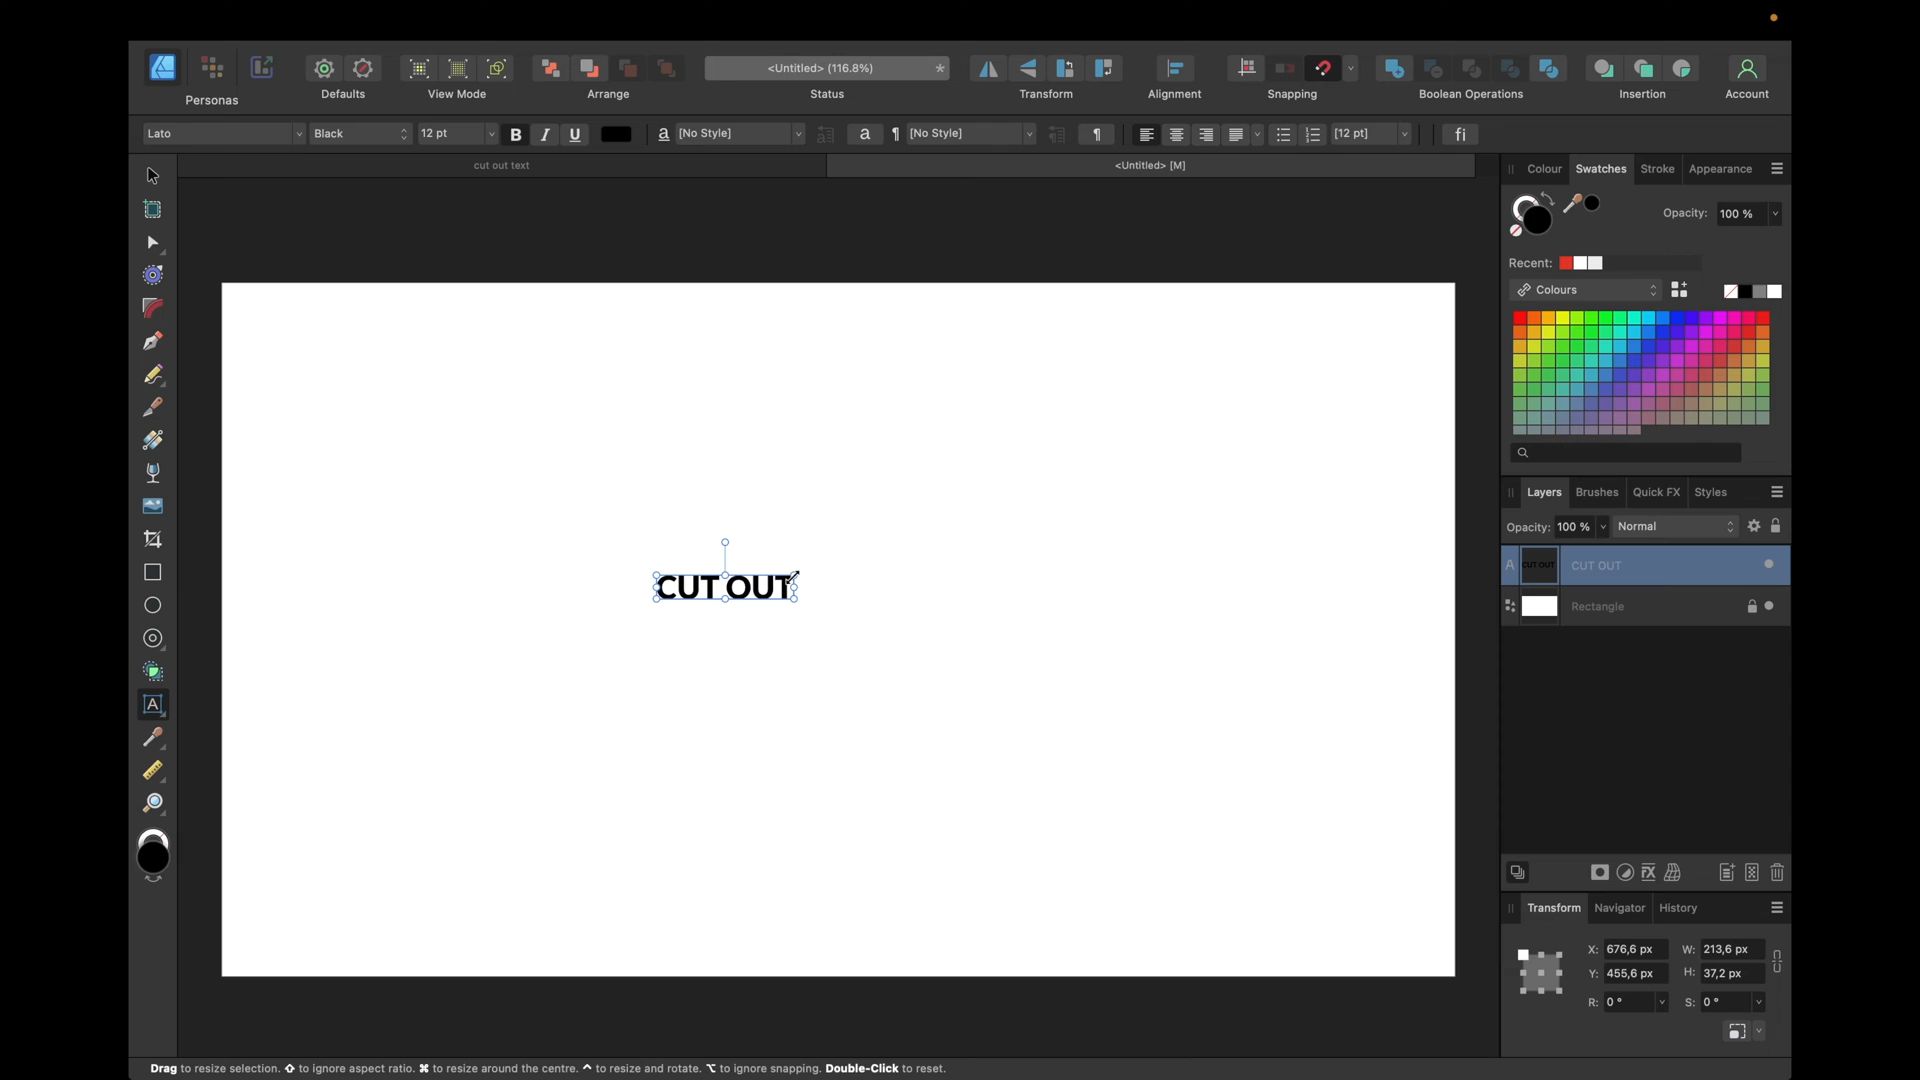 <Untitled> (116.8%) *
Personas
Defaults
View Mode
Arrange
Status
Transform
Alignment
Snapping
Boolean Operations
Insertion
Account
Lato
Black
12 pt
B I U
a [No Style]
a
¶ [No Style]
¶
[12 pt]
fi
cut out text
<Untitled> [M]
Colour Swatches Stroke Appearance
Opacity: 100 %
Recent:
Colours
CUT OUT
Layers Brushes Quick FX Styles
Opacity: 100 % Normal
A CUT OUT CUT OUT
Rectangle
A
FX
Transform Navigator History
X: 676,6 px W: 213,6 px
Y: 455,6 px H: 37,2 px
R: 0 ° S: 0 °
Drag to resize selection. ⇧ to ignore aspect ratio. ⌘ to resize around the centre. ^ to resize and rotate. ⌥ to ignore snapping. Double-Click to reset.